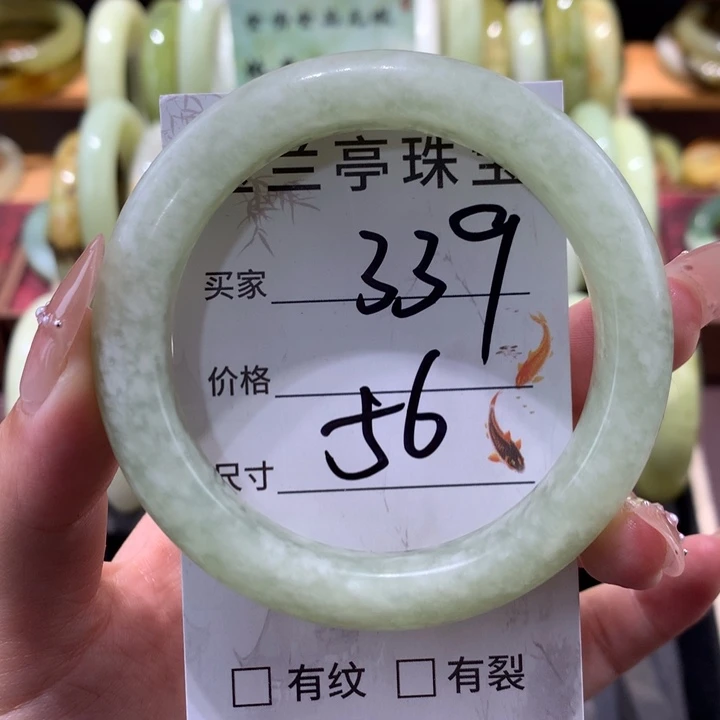 兰亭珠宝
买家 339
价格
尺寸 56
□ 有纹 □ 有裂